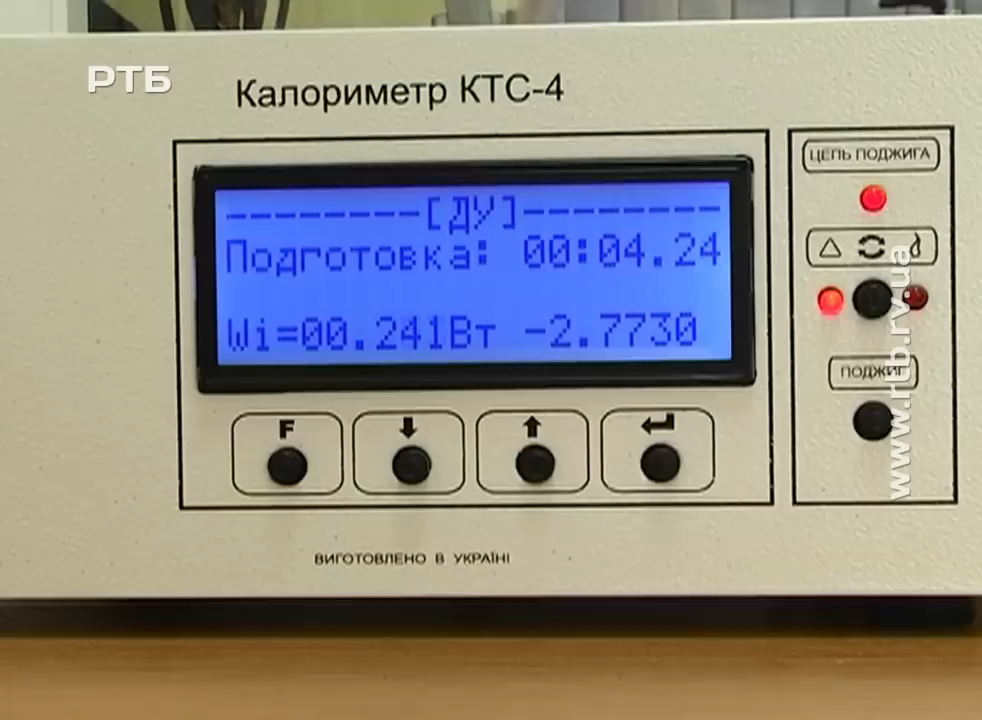 РТБ
Калориметр КТС-4
--------[ДУ]--------
Подготовка: 00:04.24
Wi=00.241Вт -2.7730
F
ВИГОТОВЛЕНО В УКРАЇНІ
ЦЕПЬ ПОДЖИГА
ПОДЖИГ
www.rtb.rv.ua